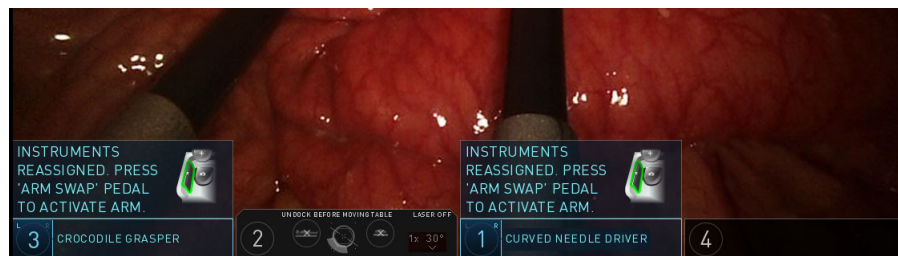 INSTRUMENTS
REASSIGNED. PRESS
'ARM SWAP' PEDAL
TO ACTIVATE ARM.
L R
3 CROCODILE GRASPER
UNDOCK BEFORE MOVING TABLE LASER OFF
2 1x 30°
INSTRUMENTS
REASSIGNED. PRESS
'ARM SWAP' PEDAL
TO ACTIVATE ARM.
L R
1 CURVED NEEDLE DRIVER
4